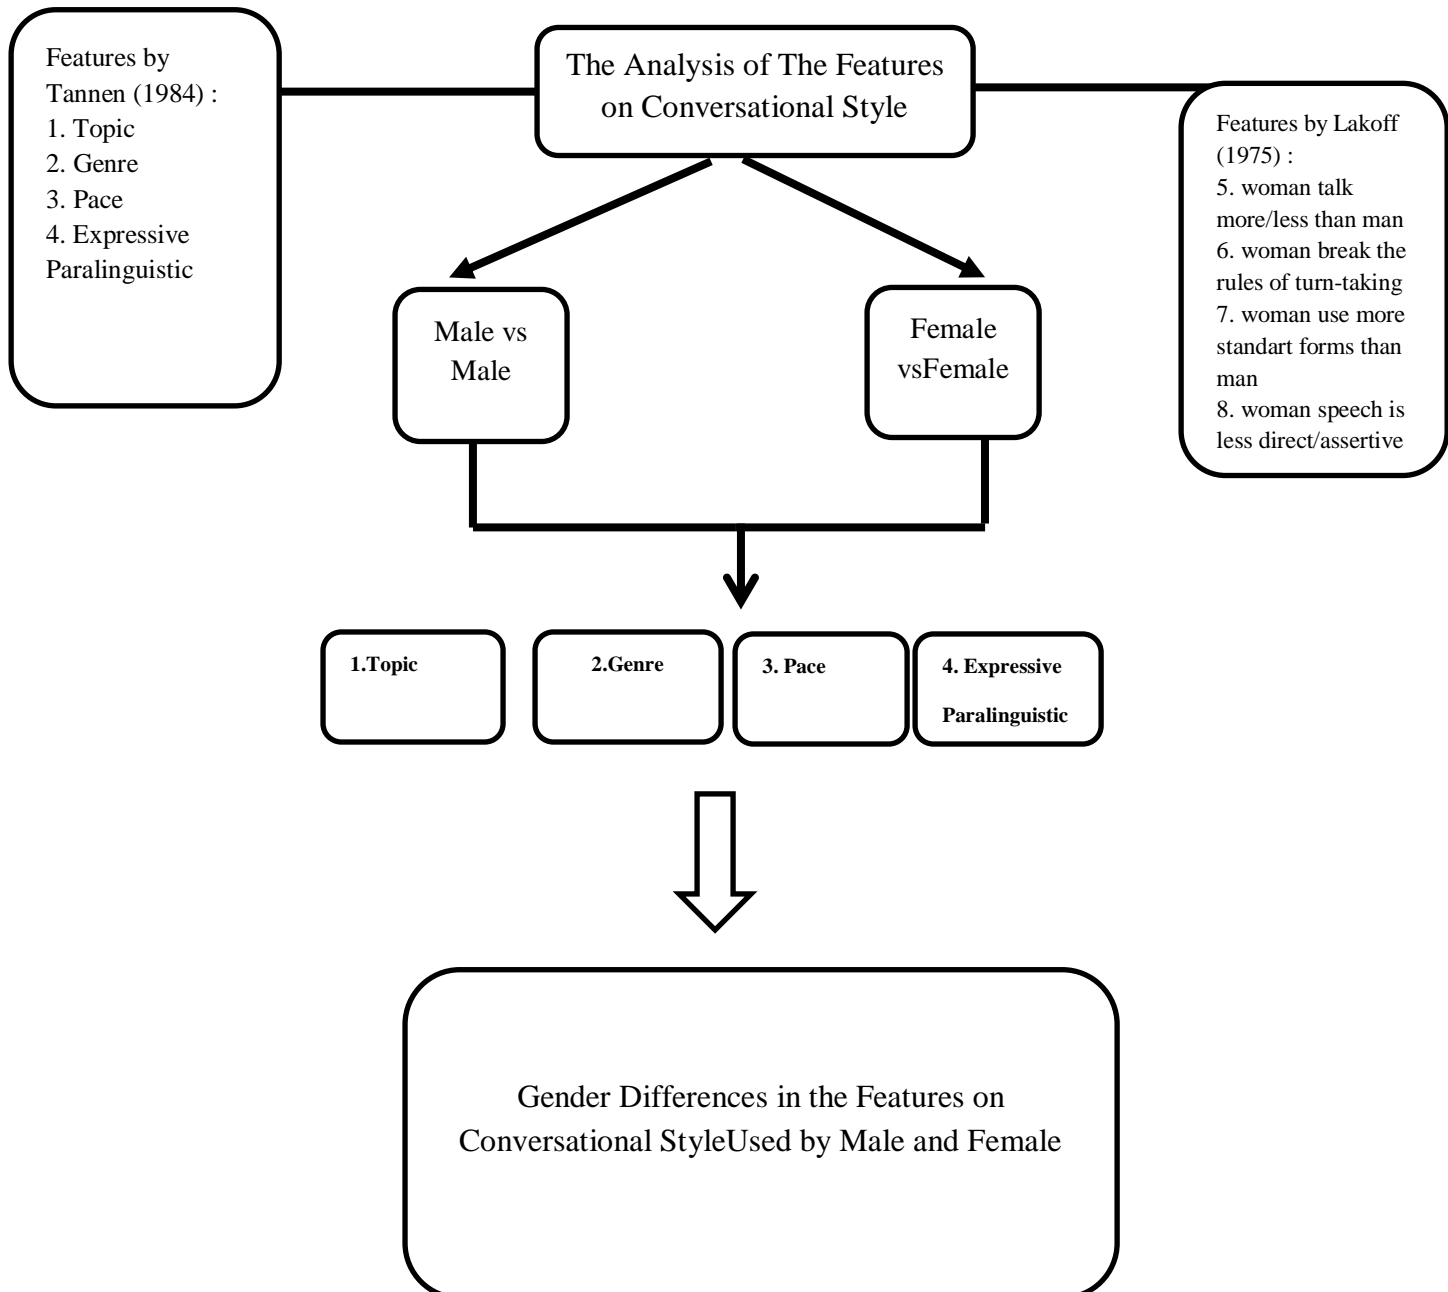 Features by
Tannen (1984) :
1. Topic
2. Genre
3. Pace
4. Expressive
Paralinguistic
The Analysis of The Features
on Conversational Style
Features by Lakoff
(1975) :
5. woman talk
more/less than man
6. woman break the
rules of turn-taking
7. woman use more
standart forms than
man
8. woman speech is
less direct/assertive
Male vs
Male
Female
vsFemale
1.Topic
2.Genre
3. Pace
4. Expressive
Paralinguistic
Gender Differences in the Features on
Conversational StyleUsed by Male and Female